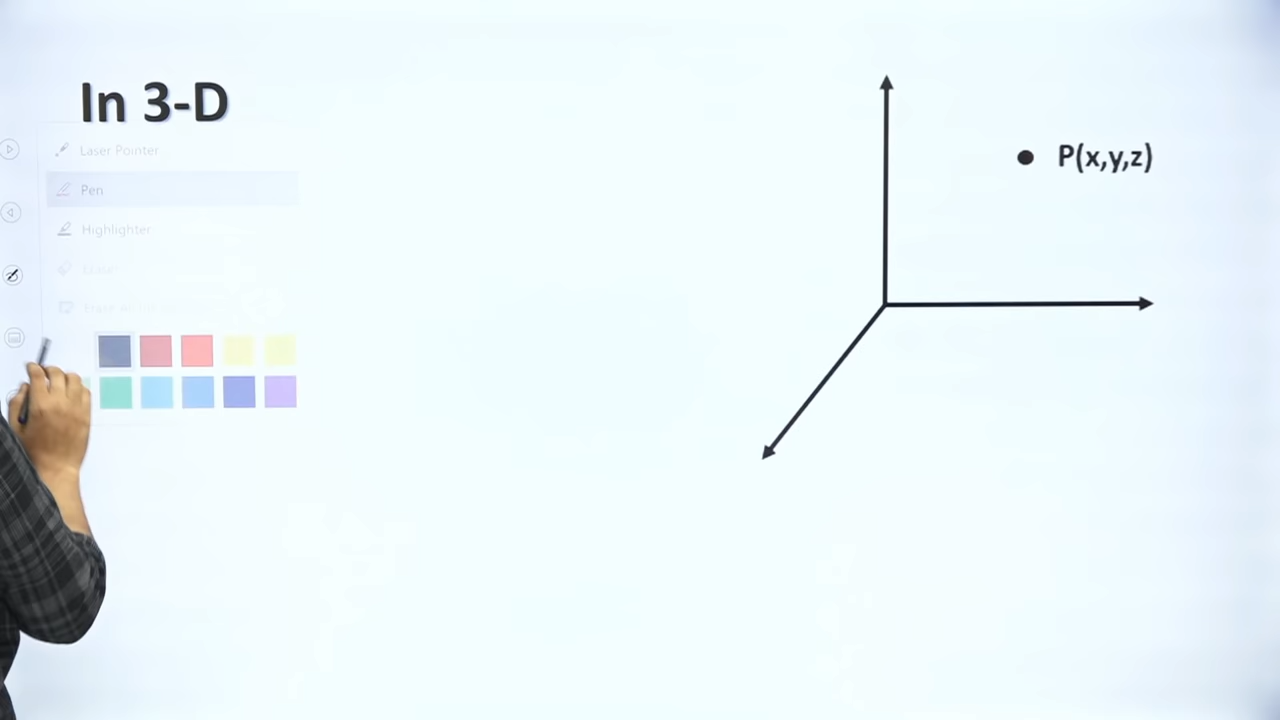 In 3-D
Laser Pointer
Pen
Highlighter
P(x,y,z)